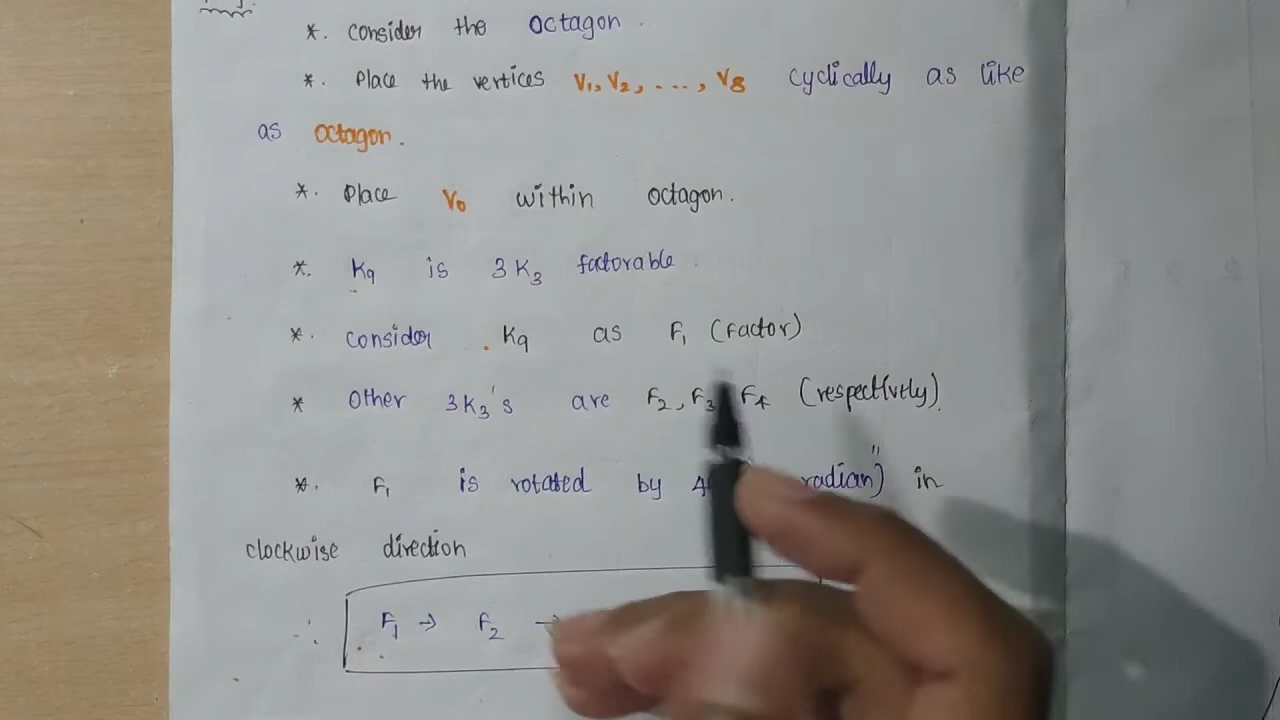 *. consider the octagon.
*. Place the vertices V₁, V₂, ..., V₈ cyclically as like
as octagon.
*. Place V₀ within octagon.
*. K₉ is 3K₃ factorable.
*. consider K₉ as F₁ (Factor)
* Other 3K₃'s are F₂, F₃ F₄ (respectively).
*. F₁ is rotated by radian)" in
clockwise direction
∴ F₁ → F₂ →